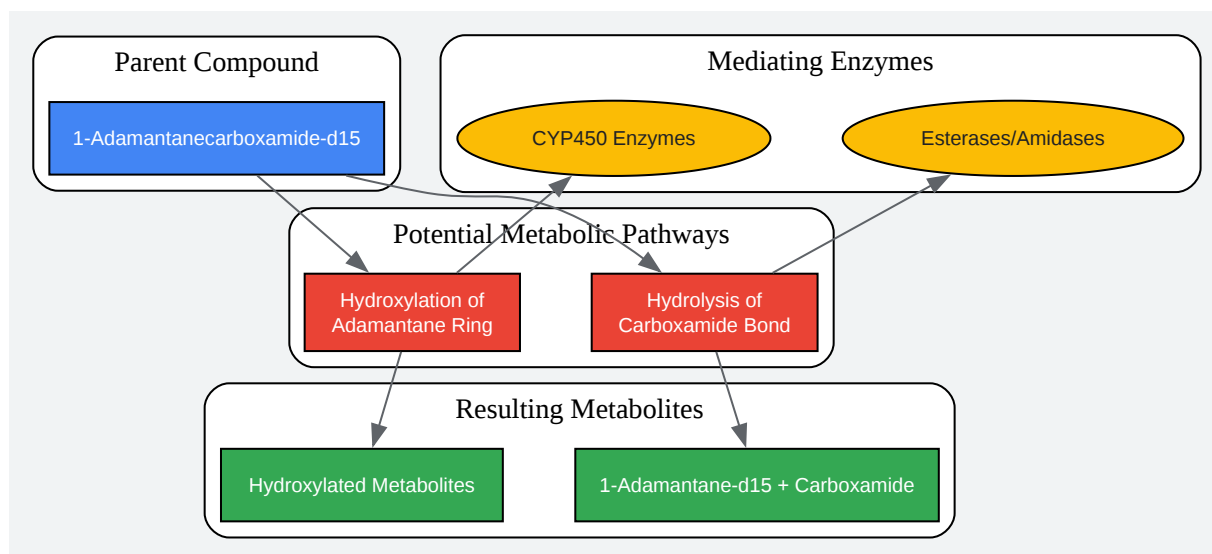 Parent Compound
Mediating Enzymes
1-Adamantanecarboxamide-d15
CYP450 Enzymes
Esterases/Amidases
Potential Metabolic Pathways
Hydroxylation of
Adamantane Ring
Hydrolysis of
Carboxamide Bond
Resulting Metabolites
Hydroxylated Metabolites
1-Adamantane-d15 + Carboxamide